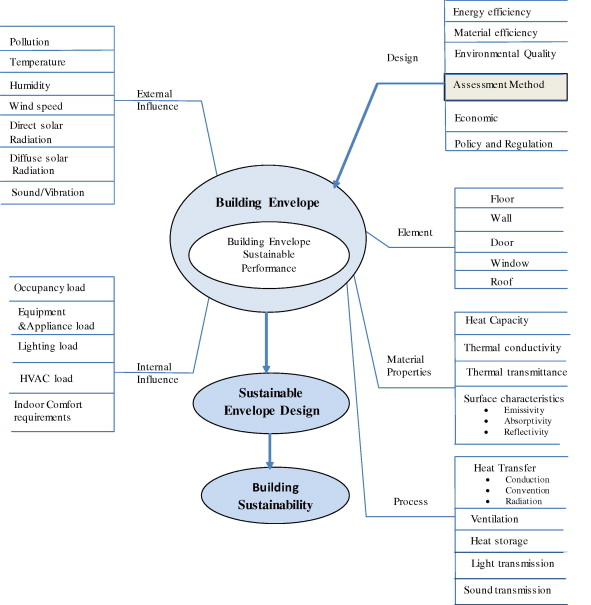 Energy efficiency
Material efficiency
Environmental Quality
Assessment Method
Economic
Policy and Regulation
Design
Pollution
Temperature
Humidity
Wind speed
Direct solar
Radiation
Diffuse solar
Radiation
Sound/Vibration
External
Influence
Building Envelope
Building Envelope
Sustainable
Performance
Element
Floor
Wall
Door
Window
Roof
Occupancy load
Equipment
&Appliance load
Lighting load
HVAC load
Indoor Comfort
requirements
Internal
Influence
Material
Properties
Heat Capacity
Thermal conductivity
Thermal transmittance
Surface characteristics
• Emissivity
• Absorptivity
• Reflectivity
Sustainable
Envelope Design
Building
Sustainability
Process
Heat Transfer
• Conduction
• Convention
• Radiation
Ventilation
Heat storage
Light transmission
Sound transmission